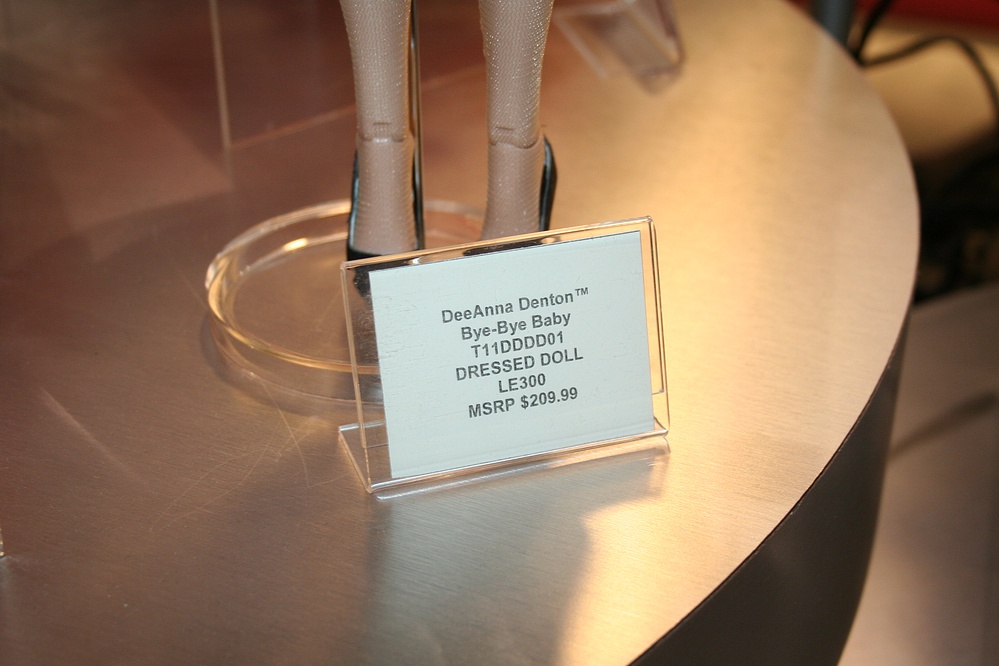 DeeAnna Denton™
Bye-Bye Baby
T11DDDD01
DRESSED DOLL
LE300
MSRP $209.99